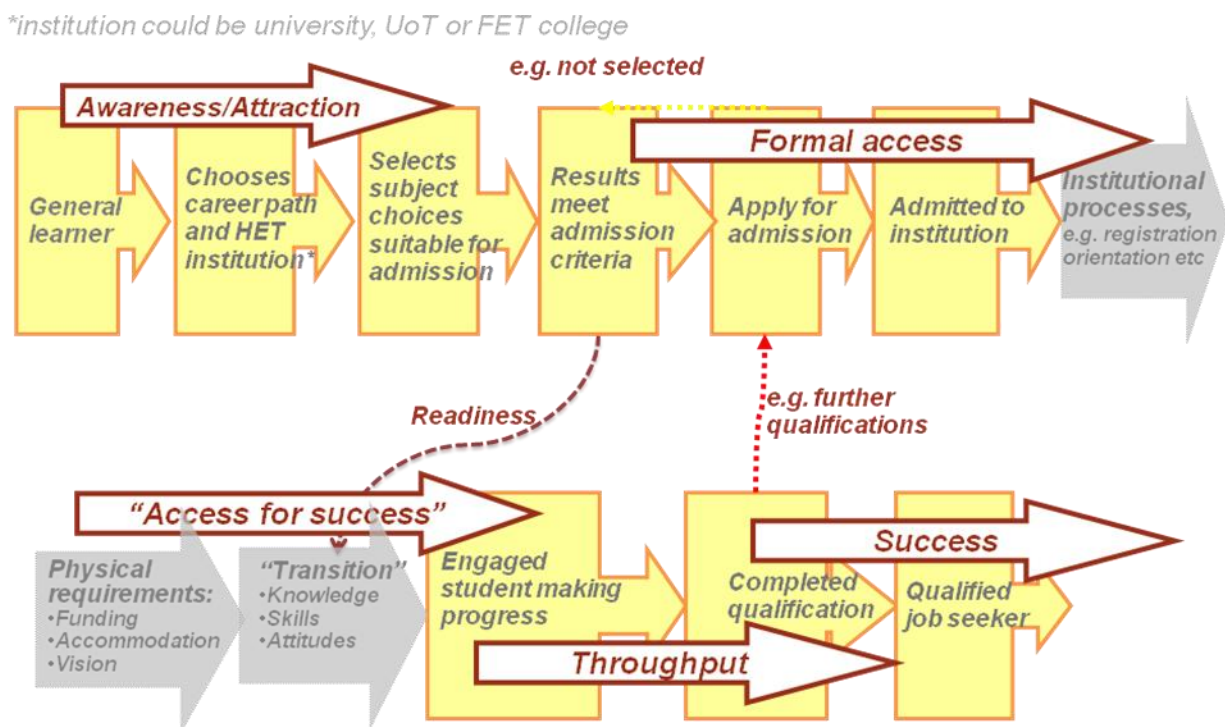 *institution could be university, UoT or FET college
e.g. not selected
Awareness/Attraction
Formal access
General
learner
Chooses
career path
and HET
institution*
Selects
subject
choices
suitable for
admission
Results
meet
admission
criteria
Apply for
admission
Admitted to
institution
Institutional
processes,
e.g. registration
orientation etc
Readiness
e.g. further
qualifications
“Access for success”
Success
Physical
requirements:
•Funding
•Accommodation
•Vision
“Transition”
•Knowledge
•Skills
•Attitudes
Engaged
student making
progress
Completed
qualification
Qualified
job seeker
Throughput